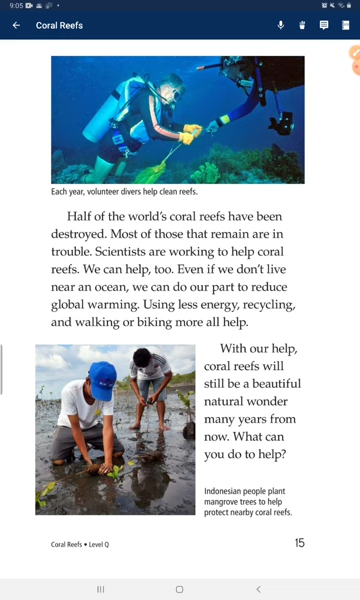 9:05
Coral Reefs
Each year, volunteer divers help clean reefs.
Half of the world's coral reefs have been
destroyed. Most of those that remain are in
trouble. Scientists are working to help coral
reefs. We can help, too. Even if we don't live
near an ocean, we can do our part to reduce
global warming. Using less energy, recycling,
and walking or biking more all help.
With our help,
coral reefs will
still be a beautiful
natural wonder
many years from
now. What can
you do to help?
Indonesian people plant
mangrove trees to help
protect nearby coral reefs.
Coral Reefs • Level Q
15